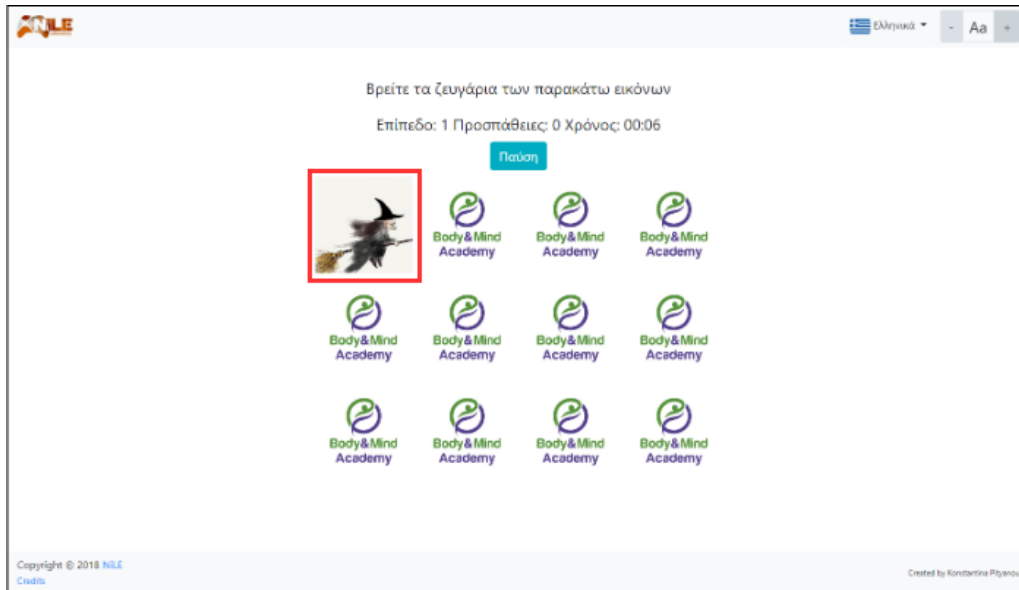 NILE
Ελληνικά
- Aa +
Βρείτε τα ζευγάρια των παρακάτω εικόνων
Επίπεδο: 1 Προσπάθειες: 0 Χρόνος: 00:06
Παύση
Body&Mind Academy
Body&Mind Academy
Body&Mind Academy
Body&Mind Academy
Body&Mind Academy
Body&Mind Academy
Body&Mind Academy
Body&Mind Academy
Body&Mind Academy
Body&Mind Academy
Body&Mind Academy
Copyright © 2018 NILE
Credits
Created by Konstantina